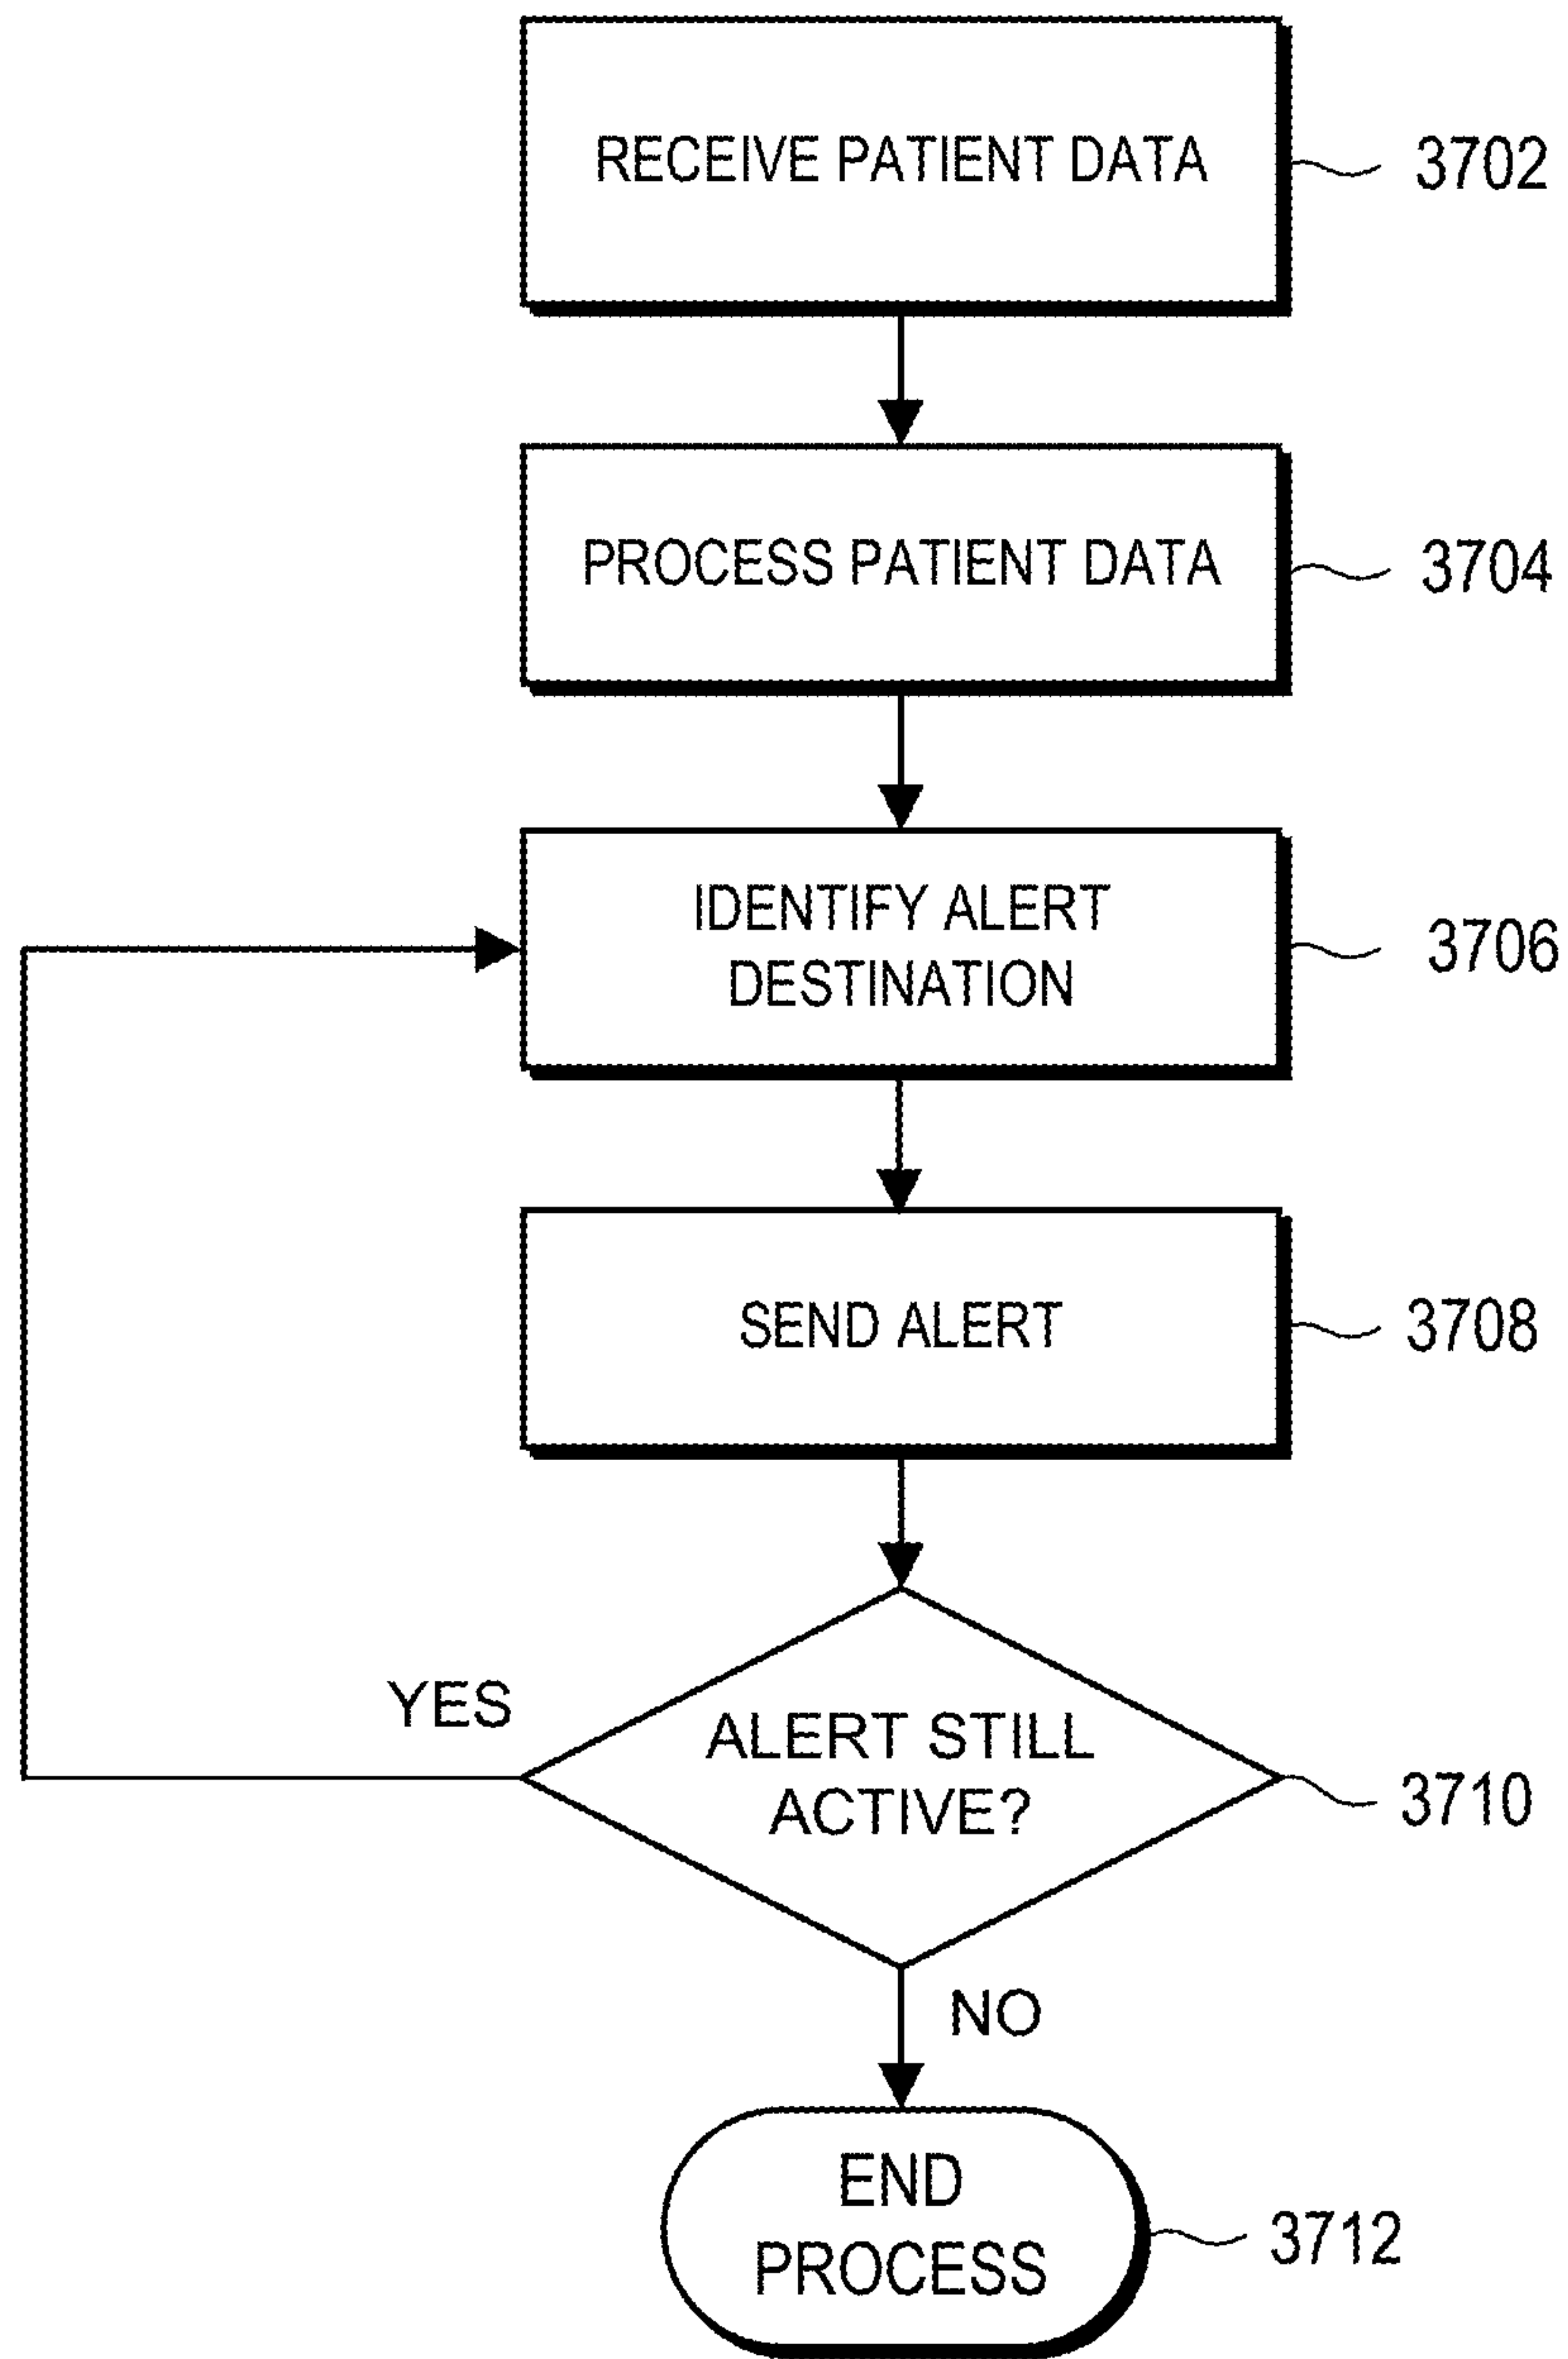 RECEIVE PATIENT DATA
3702
PROCESS PATIENT DATA
3704
IDENTIFY ALERT
DESTINATION
3706
SEND ALERT
3708
YES
ALERT STILL
ACTIVE?
3710
NO
END
PROCESS
3712